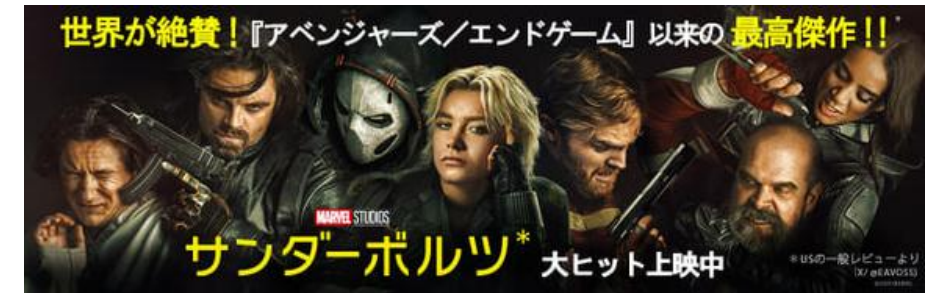 世界が絶賛！『アベンジャーズ／エンドゲーム』以来の 最高傑作!!*
MARVEL STUDIOS
サンダーボルツ* 大ヒット上映中
※USの一般レビューより
(X/ @EAVOSS)